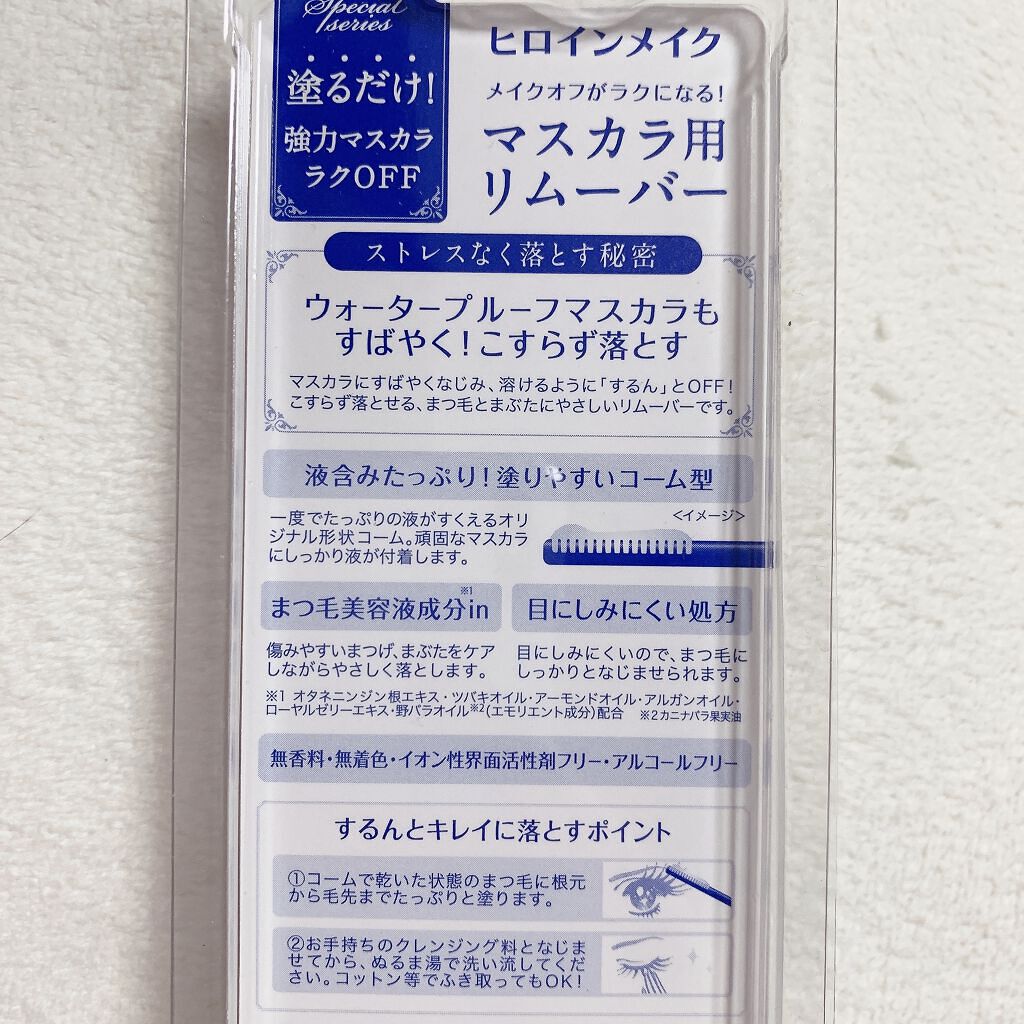 Special
series
塗るだけ!
強力マスカラ
ラクOFF
ヒロインメイク
メイクオフがラクになる!
マスカラ用
リムーバー
ストレスなく落とす秘密
ウォータープルーフマスカラも
すばやく!こすらず落とす
マスカラにすばやくなじみ、溶けるように「するん」とOFF!
こすらず落とせる、まつ毛とまぶたにやさしいリムーバーです。
液含みたっぷり!塗りやすいコーム型
一度でたっぷりの液がすくえるオリ
ジナル形状コーム。頑固なマスカラ
にしっかり液が付着します。
<イメージ>
まつ毛美容液成分in※1
傷みやすいまつげ、まぶたをケア
しながらやさしく落とします。
目にしみにくい処方
目にしみにくいので、まつ毛に
しっかりとなじませられます。
※1 オタネニンジン根エキス・ツバキオイル・アーモンドオイル・アルガンオイル・
ローヤルゼリーエキス・野バラオイル※2(エモリエント成分)配合 ※2カニナバラ果実油
無香料・無着色・イオン性界面活性剤フリー・アルコールフリー
するんとキレイに落とすポイント
①コームで乾いた状態のまつ毛に根元
から毛先までたっぷりと塗ります。
②お手持ちのクレンジング料となじま
せてから、ぬるま湯で洗い流してくだ
さい。コットン等でふき取ってもOK!